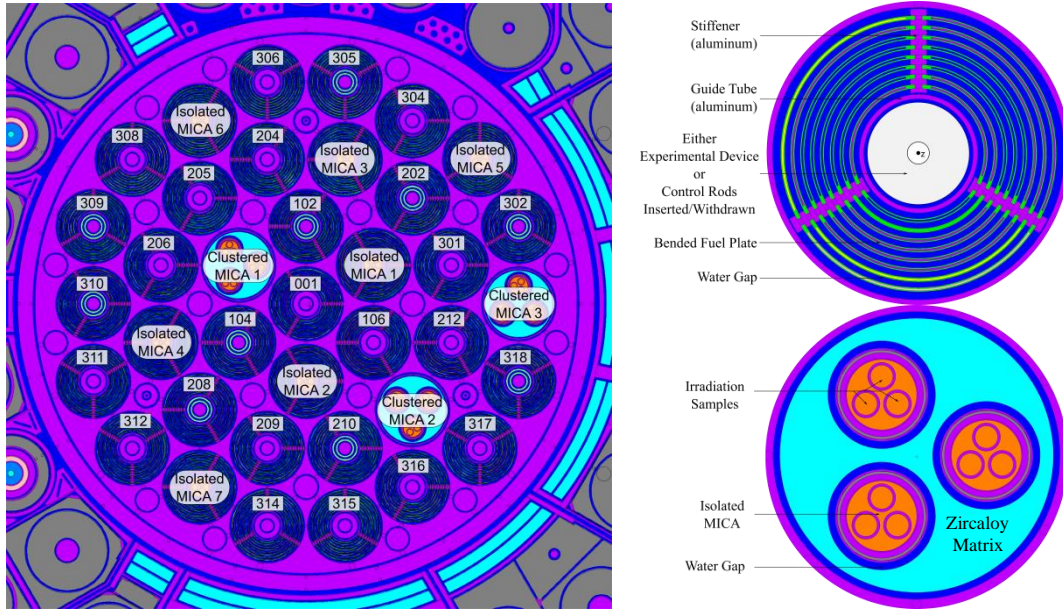 306
305
Isolated
MICA 6
304
308
204
Isolated
MICA 3
Isolated
MICA 5
205
202
309
102
302
206
Clustered
MICA 1
Isolated
MICA 1
301
310
001
Clustered
MICA 3
Isolated
MICA 4
104
106
212
311
Isolated
MICA 2
318
208
Clustered
MICA 2
312
209
210
317
Isolated
MICA 7
316
314
315
Stiffener
(aluminum)
Guide Tube
(aluminum)
Either
Experimental Device
or
Control Rods
Inserted/Withdrawn
z
Bended Fuel Plate
Water Gap
Irradiation
Samples
Isolated
MICA
Water Gap
Zircaloy
Matrix